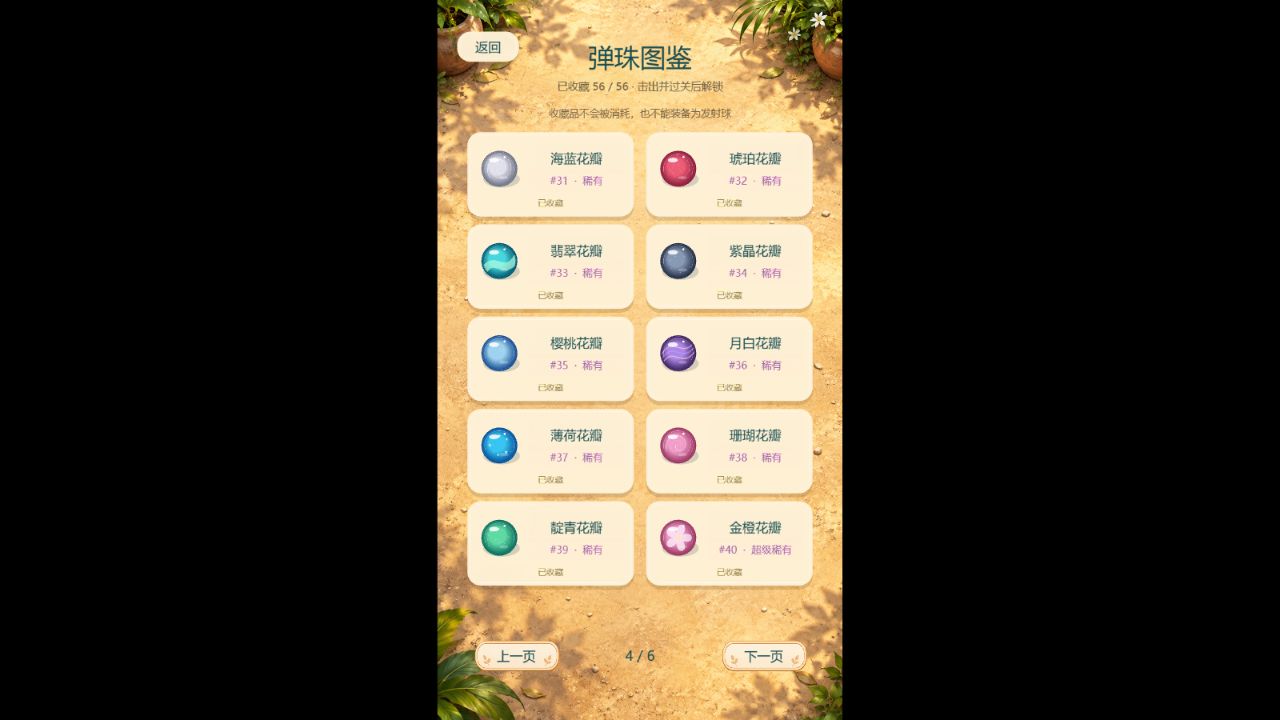 返回
弹珠图鉴
已收藏 56 / 56 · 击出并过关后解锁
收藏品不会被消耗，也不能装备为发射球
海蓝花瓣
#31 · 稀有
已收藏
琥珀花瓣
#32 · 稀有
已收藏
翡翠花瓣
#33 · 稀有
已收藏
紫晶花瓣
#34 · 稀有
已收藏
樱桃花瓣
#35 · 稀有
已收藏
月白花瓣
#36 · 稀有
已收藏
薄荷花瓣
#37 · 稀有
已收藏
珊瑚花瓣
#38 · 稀有
已收藏
靛青花瓣
#39 · 稀有
已收藏
金橙花瓣
#40 · 超级稀有
已收藏
上一页
4 / 6
下一页